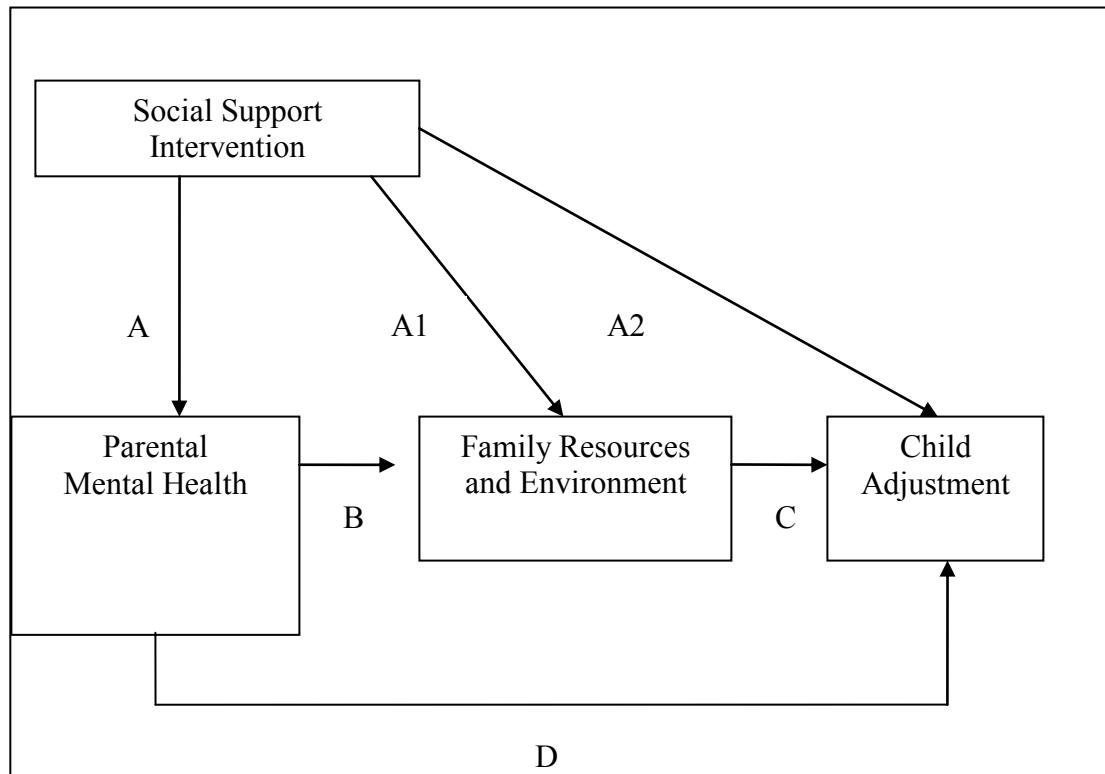 Social Support
Intervention
A
A1
A2
Parental
Mental Health
B
Family Resources
and Environment
C
Child
Adjustment
D